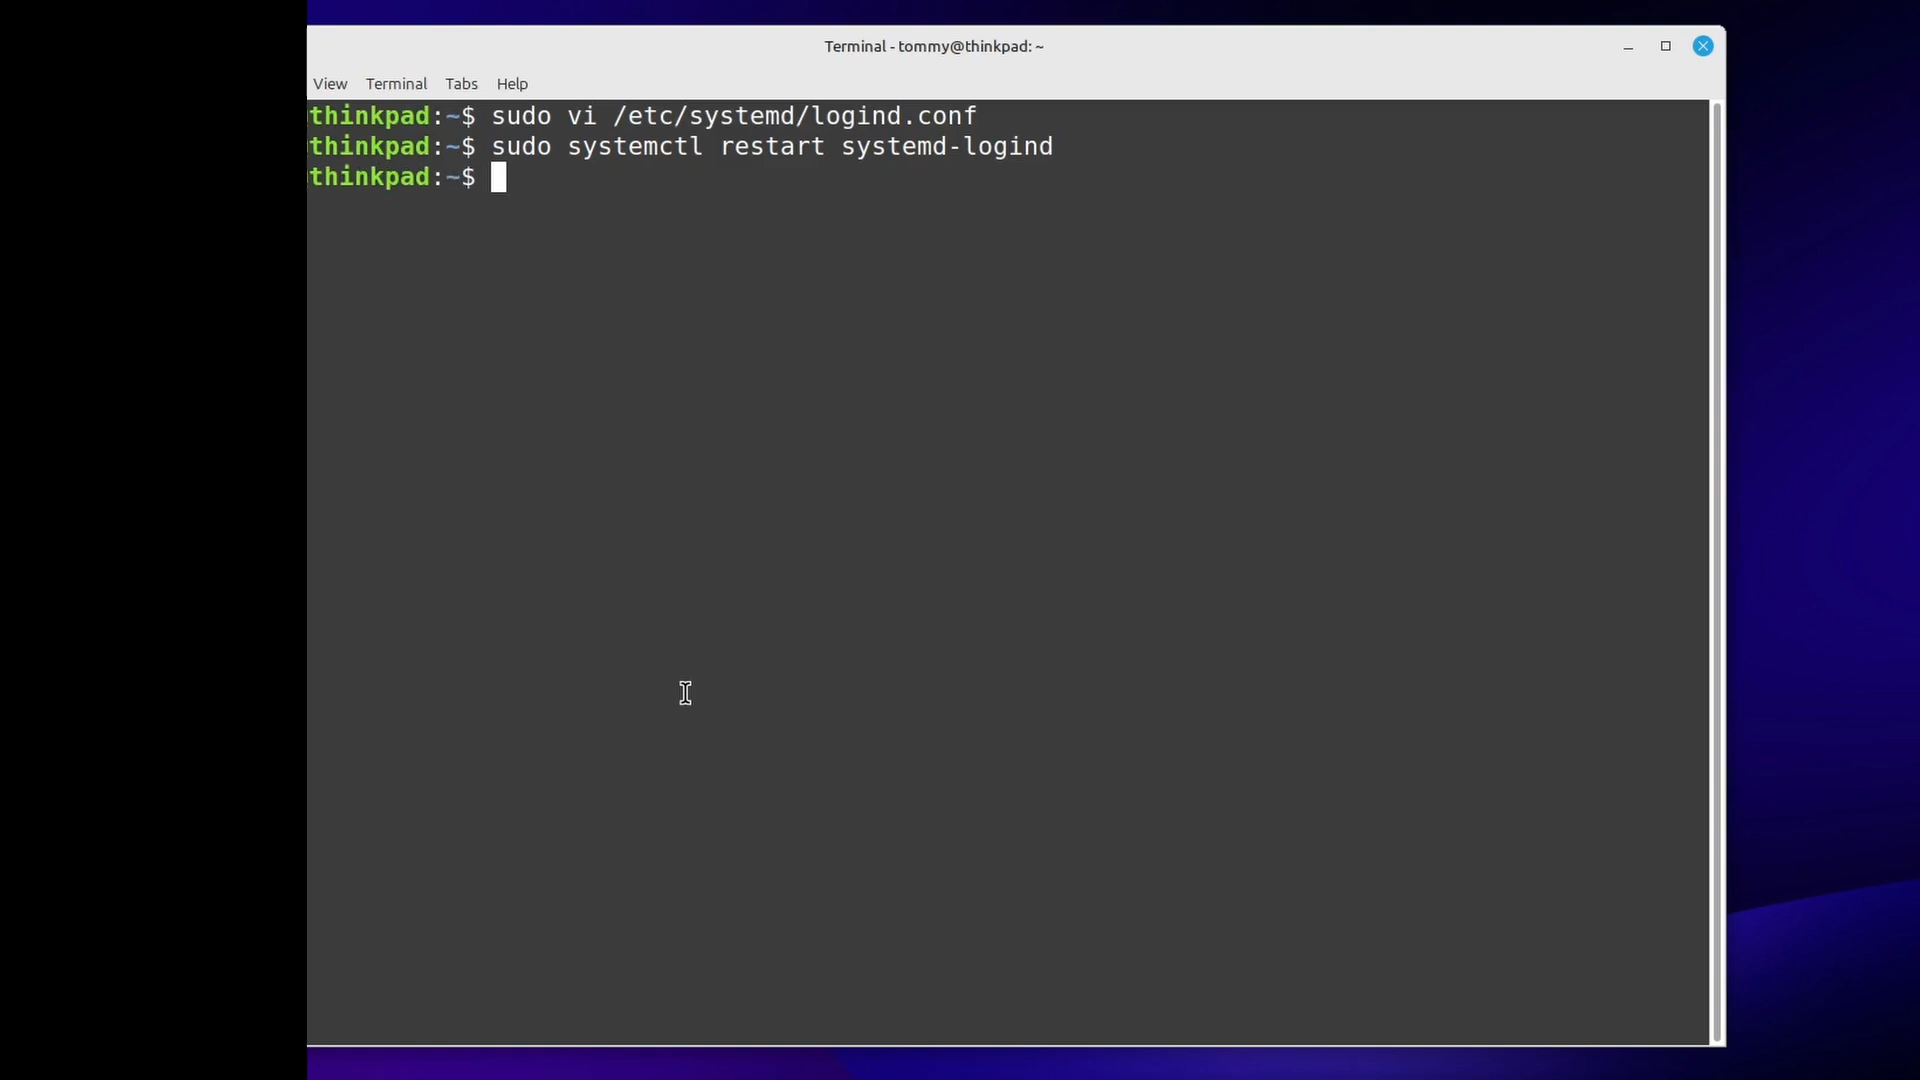 Terminal - tommy@thinkpad: ~
View Terminal Tabs Help
thinkpad:~$ sudo vi /etc/systemd/logind.conf
thinkpad:~$ sudo systemctl restart systemd-logind
thinkpad:~$